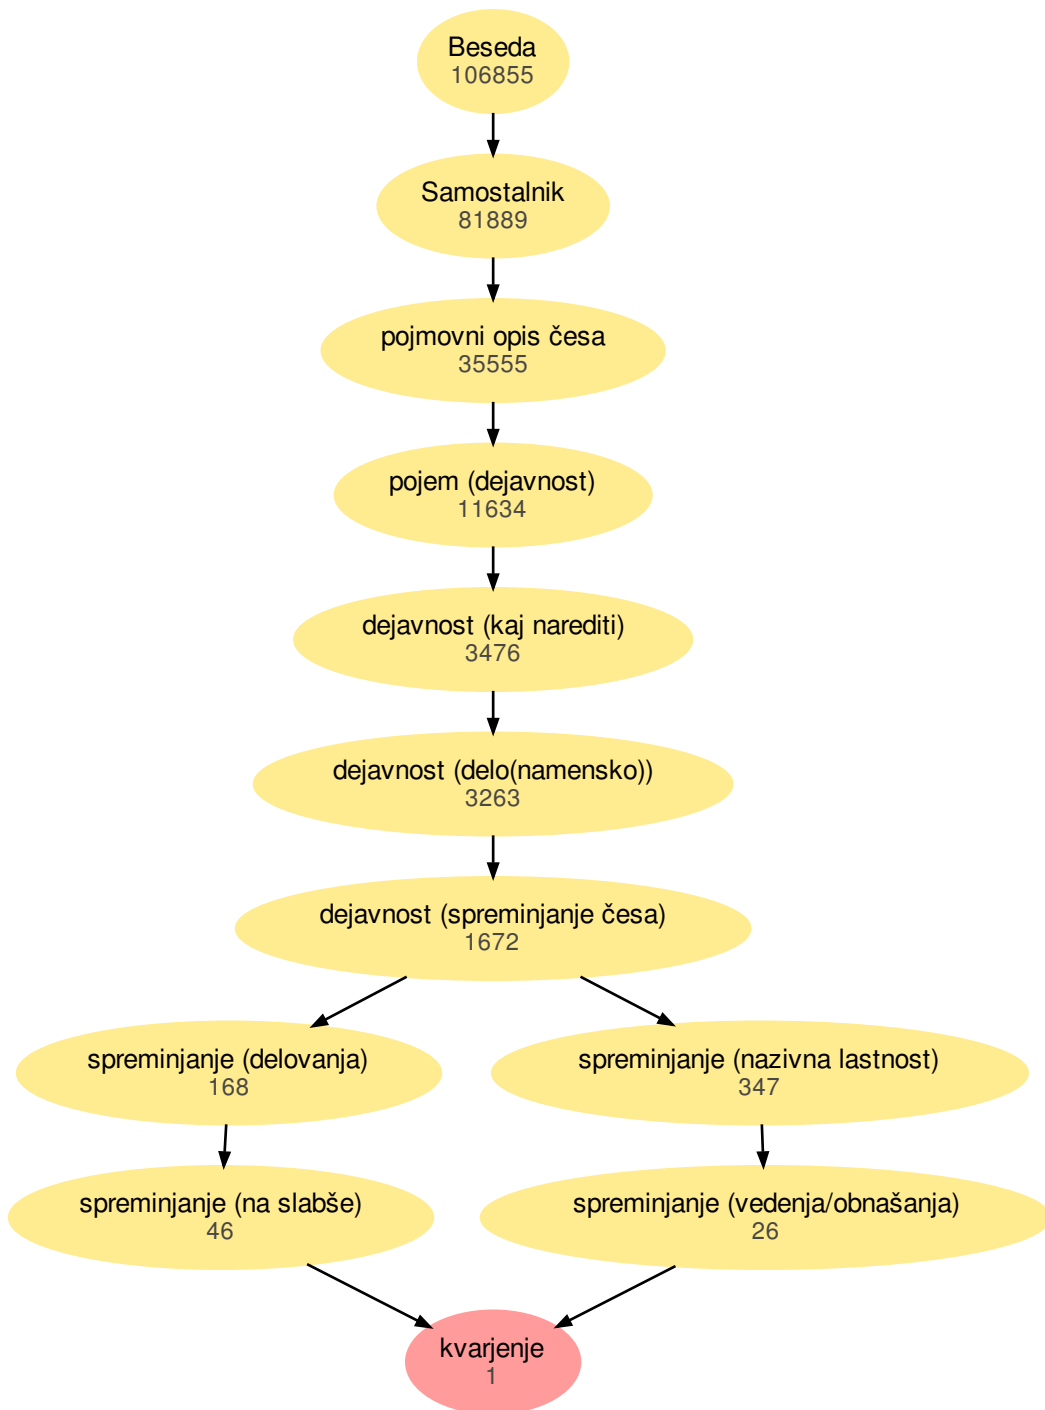 Beseda
106855
Samostalnik
81889
pojmovni opis česa
35555
pojem (dejavnost)
11634
dejavnost (kaj narediti)
3476
dejavnost (delo(namensko))
3263
dejavnost (spreminjanje česa)
1672
spreminjanje (delovanja)
168
spreminjanje (nazivna lastnost)
347
spreminjanje (na slabše)
46
spreminjanje (vedenja/obnašanja)
26
kvarjenje
1